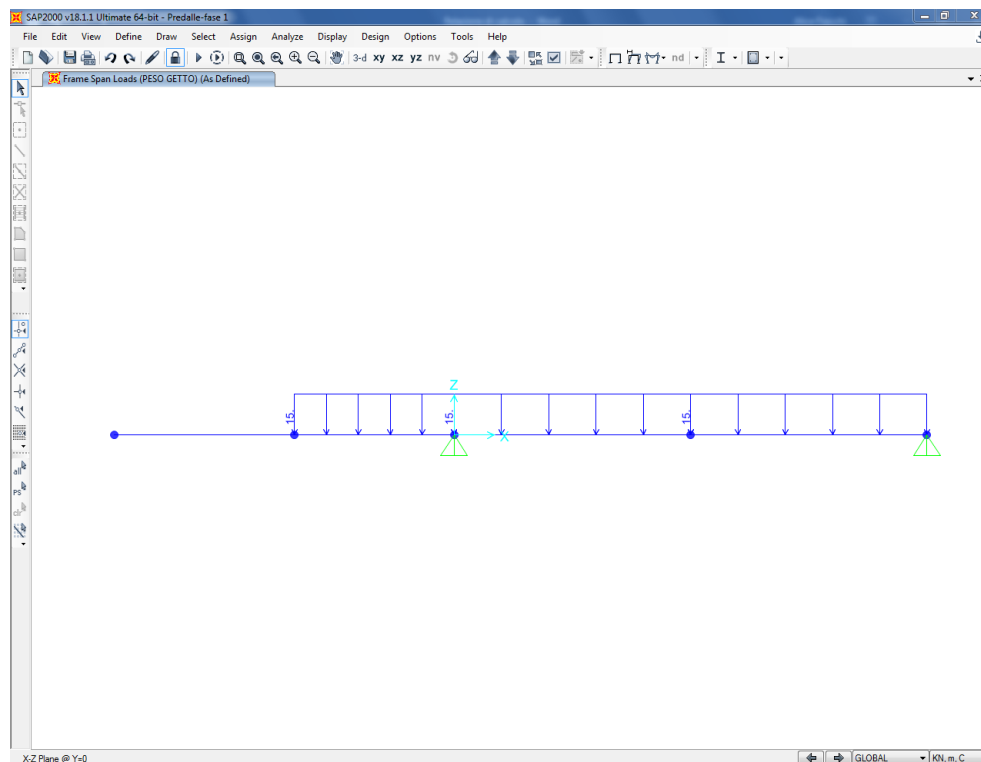 SAP2000 v18.1.1 Ultimate 64-bit - Predalle-fase 1
File Edit View Define Draw Select Assign Analyze Display Design Options Tools Help
3-d xy xz yz nv nd
Frame Span Loads (PESO GETTO) (As Defined)
Z
15. 15. 15.
X
all
PS
clr
X-Z Plane @ Y=0 GLOBAL KN, m, C